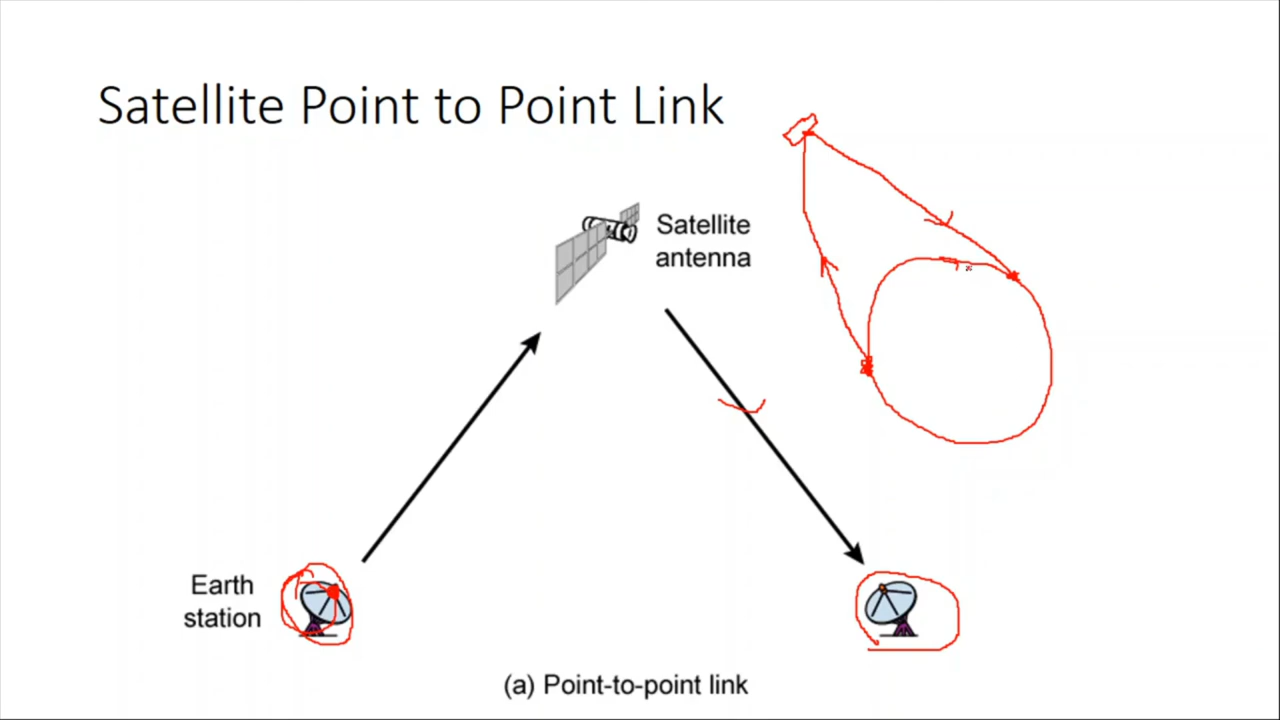 Satellite Point to Point Link
Satellite
antenna
Earth
station
(a) Point-to-point link